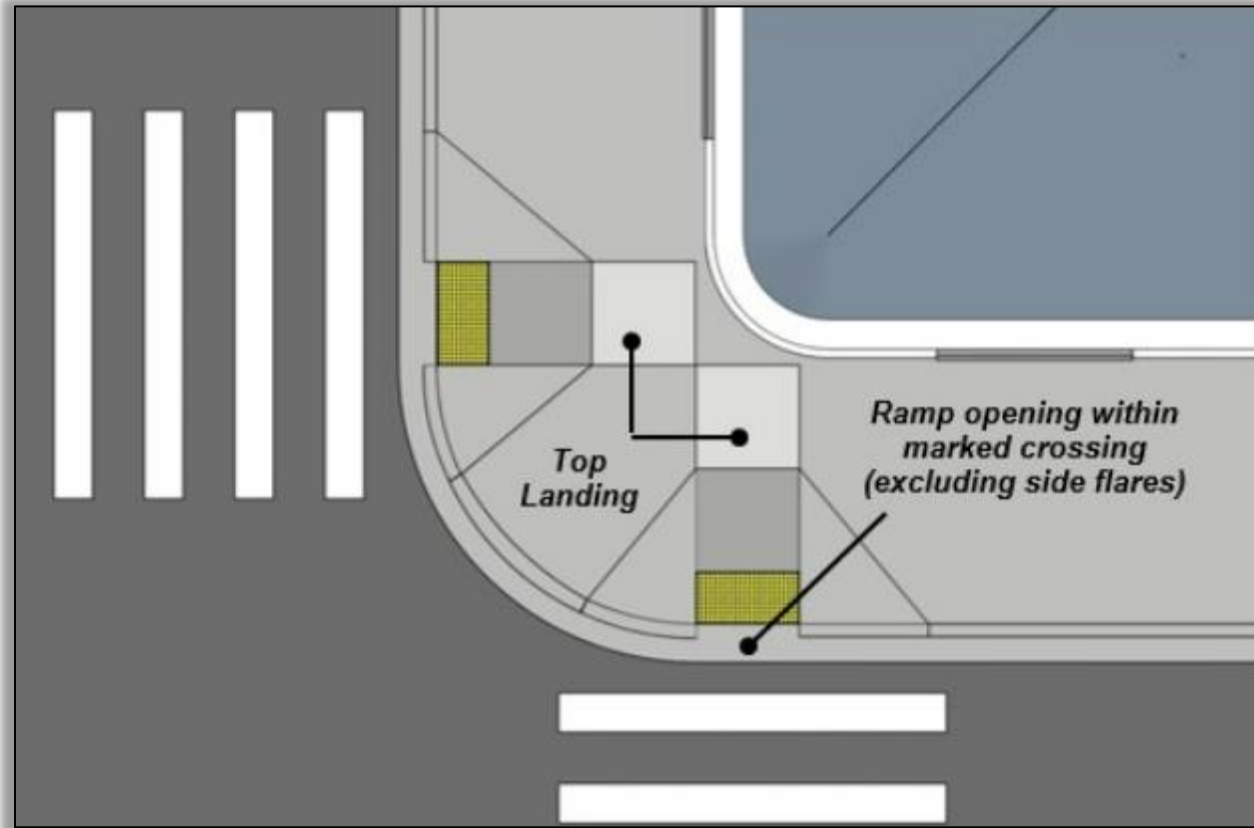 Top
Landing
Ramp opening within
marked crossing
(excluding side flares)